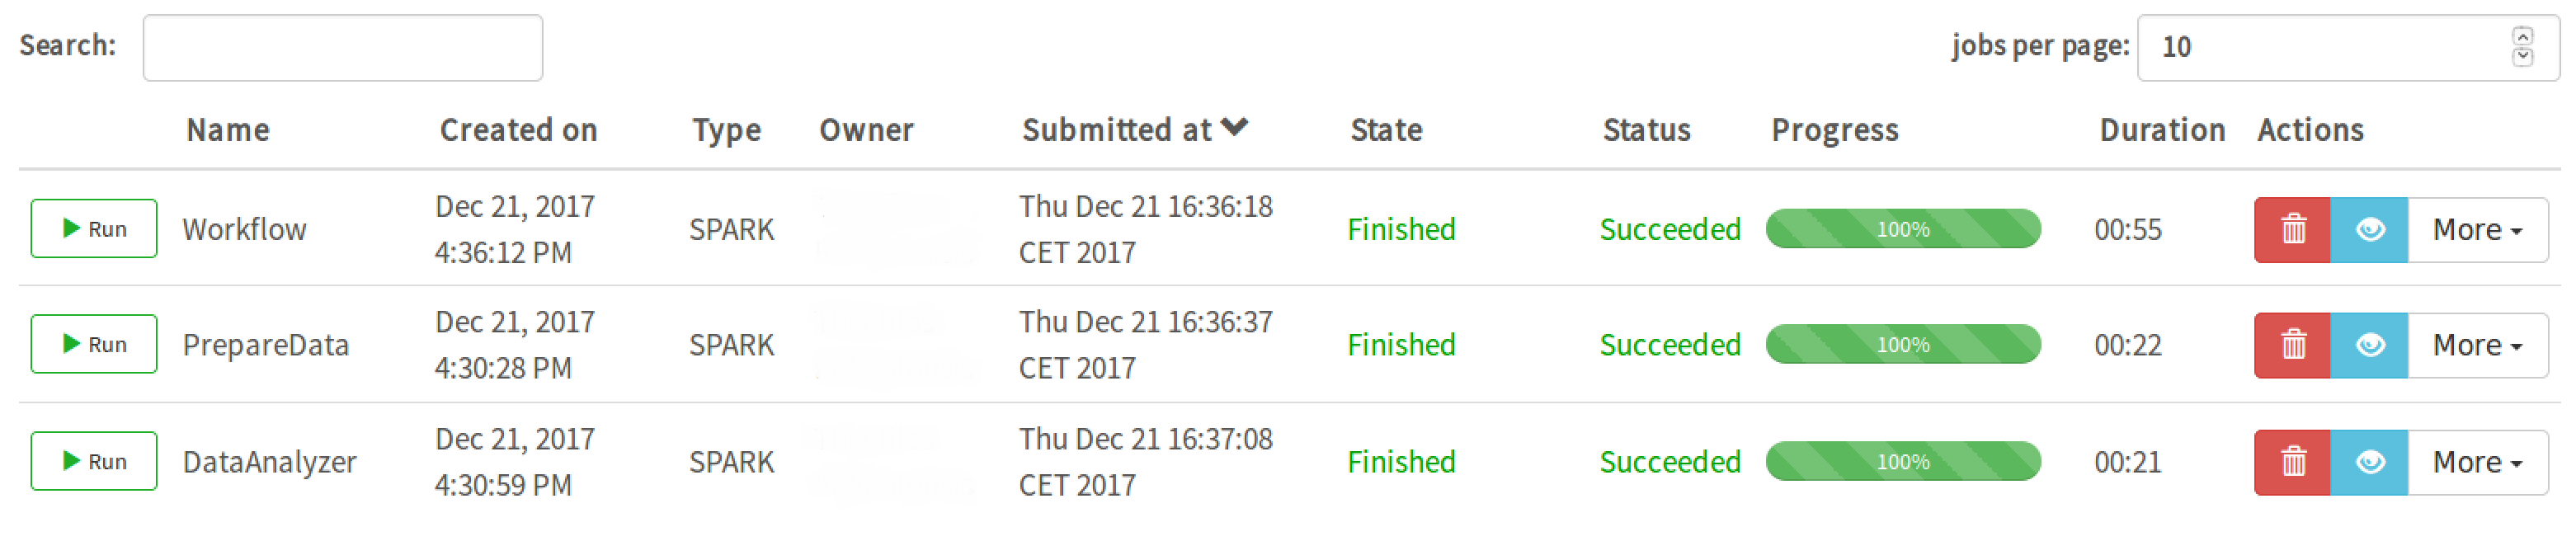 Search: jobs per page: 10
Name Created on Type Owner Submitted at State Status Progress Duration Actions
Run Workflow Dec 21, 2017 4:36:12 PM SPARK Thu Dec 21 16:36:18 CET 2017 Finished Succeeded 100% 00:55 More
Run PrepareData Dec 21, 2017 4:30:28 PM SPARK Thu Dec 21 16:36:37 CET 2017 Finished Succeeded 100% 00:22 More
Run DataAnalyzer Dec 21, 2017 4:30:59 PM SPARK Thu Dec 21 16:37:08 CET 2017 Finished Succeeded 100% 00:21 More